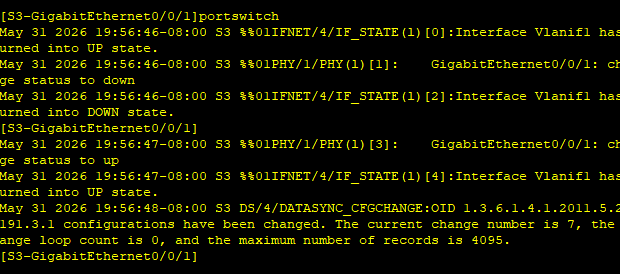 [S3-GigabitEthernet0/0/1]portswitch
May 31 2026 19:56:46-08:00 S3 %%01IFNET/4/IF_STATE(l)[0]:Interface Vlanif1 has
urned into UP state.
May 31 2026 19:56:46-08:00 S3 %%01PHY/1/PHY(l)[1]:    GigabitEthernet0/0/1: ch
ge status to down
May 31 2026 19:56:46-08:00 S3 %%01IFNET/4/IF_STATE(l)[2]:Interface Vlanif1 has
urned into DOWN state.
[S3-GigabitEthernet0/0/1]
May 31 2026 19:56:47-08:00 S3 %%01PHY/1/PHY(l)[3]:    GigabitEthernet0/0/1: ch
ge status to up
May 31 2026 19:56:47-08:00 S3 %%01IFNET/4/IF_STATE(l)[4]:Interface Vlanif1 has
urned into UP state.
May 31 2026 19:56:48-08:00 S3 DS/4/DATASYNC_CFGCHANGE:OID 1.3.6.1.4.1.2011.5.2
191.3.1 configurations have been changed. The current change number is 7, the
ange loop count is 0, and the maximum number of records is 4095.
[S3-GigabitEthernet0/0/1]